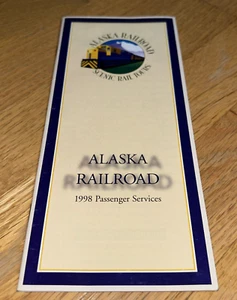 ALASKA RAILROAD
SCENIC RAIL TOURS
ALASKA
RAILROAD
1998 Passenger Services